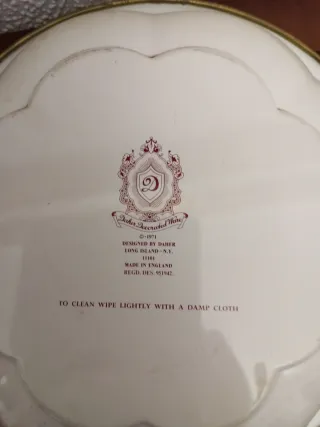 D
Daher Decorated Ware
© 1971
DESIGNED BY DAHER
LONG ISLAND - N.Y.
11101
MADE IN ENGLAND
REGD. DES. 951942.
TO CLEAN WIPE LIGHTLY WITH A DAMP CLOTH